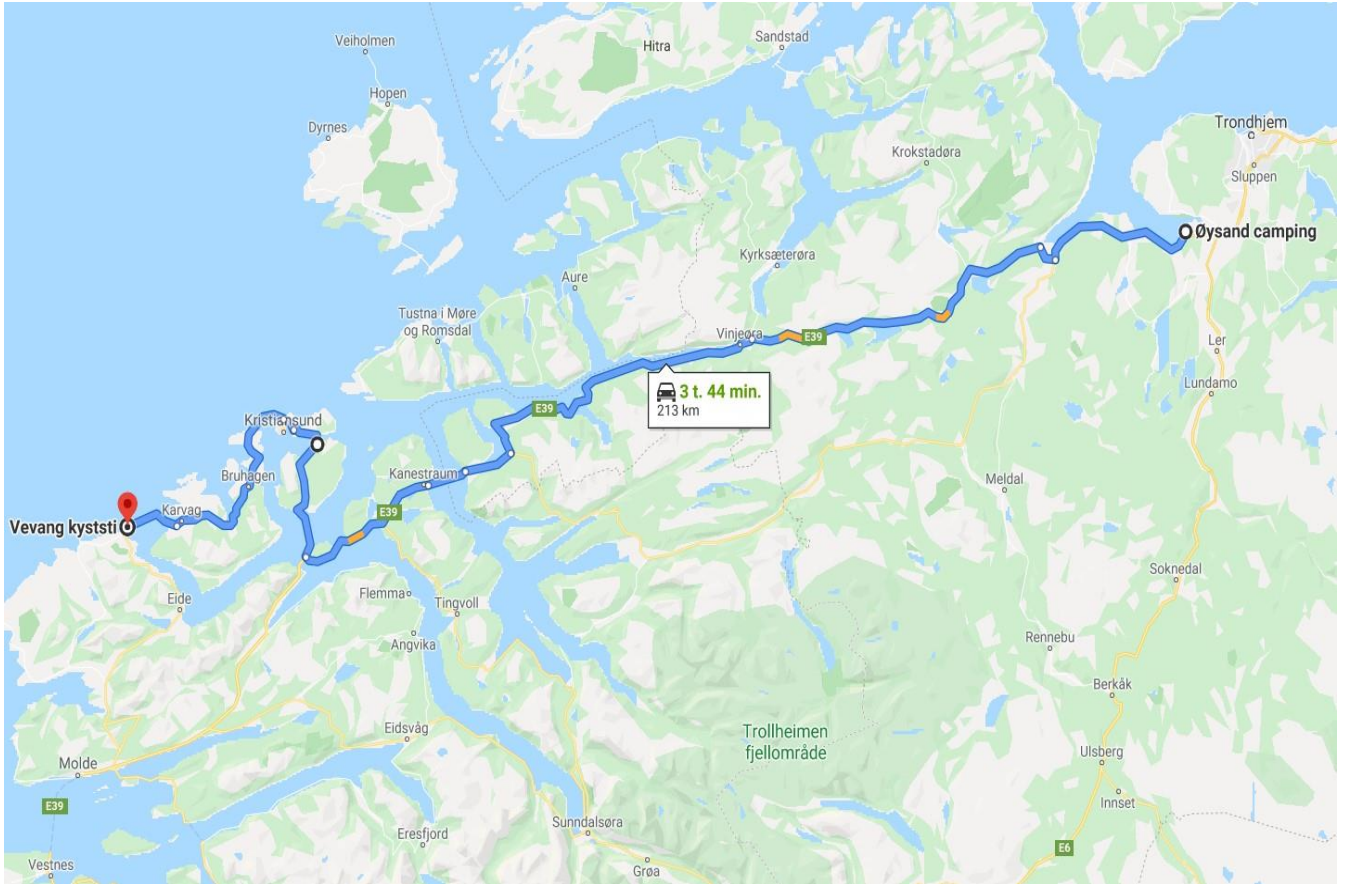 Veiholmen
Sandstad
Hitra
Hopen
Dyrnes
Trondhjem
Krokstadøra
Sluppen
Øysand camping
Kyrksæterøra
Aure
Tustna i Møre
og Romsdal
Vinjeøra
E39
Ler
3 t. 44 min.
213 km
Lundamo
E39
Kristiansund
Bruhagen
Kanestraum
Meldal
Karvag
E39
Vevang kyststi
Soknedal
Eide
Flemma
Tingvoll
Angvika
Rennebu
Berkåk
Eidsvåg
Trollheimen
fjellområde
Ulsberg
Molde
Innset
E39
Sunndalsøra
Eresfjord
E6
Vestnes
Grøa